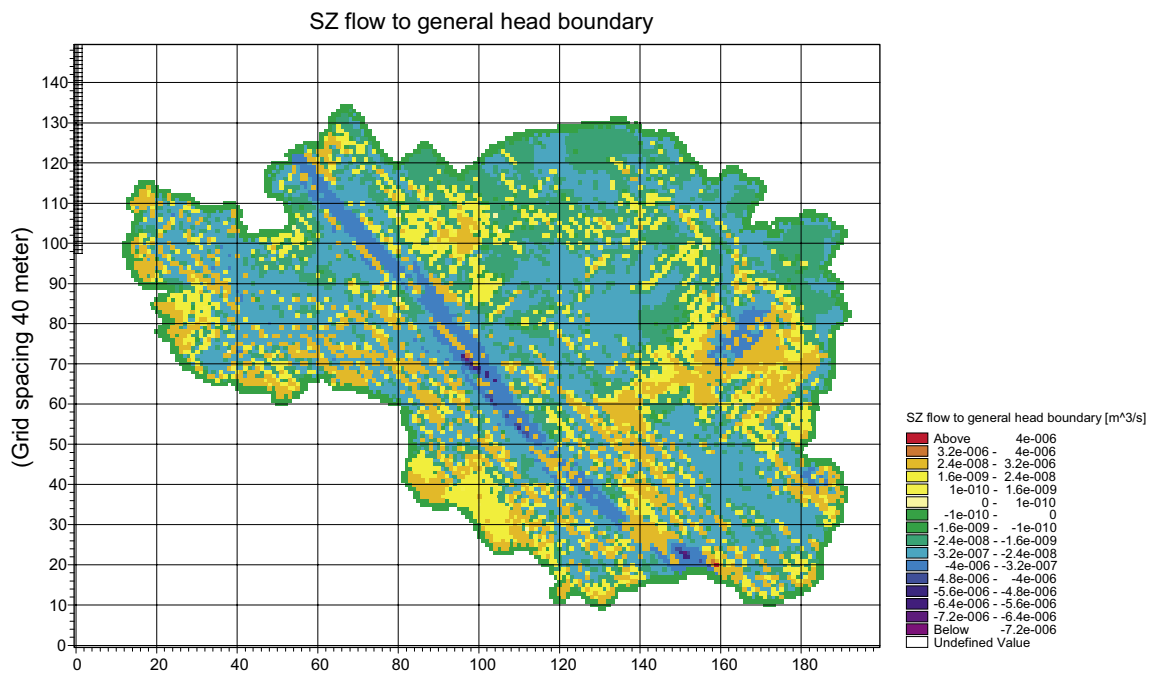 SZ flow to general head boundary
140
130
120
110
100
90
80
70
60
50
40
30
20
10
0
(Grid spacing 40 meter)
0 20 40 60 80 100 120 140 160 180
SZ flow to general head boundary [m^3/s]
Above 4e-006
3.2e-006 - 4e-006
2.4e-008 - 3.2e-006
1.6e-009 - 2.4e-008
1e-010 - 1.6e-009
0 - 1e-010
-1e-010 - 0
-1.6e-009 - -1e-010
-2.4e-008 - -1.6e-009
-3.2e-007 - -2.4e-008
-4e-006 - -3.2e-007
-4.8e-006 - -4e-006
-5.6e-006 - -4.8e-006
-6.4e-006 - -5.6e-006
-7.2e-006 - -6.4e-006
Below -7.2e-006
Undefined Value